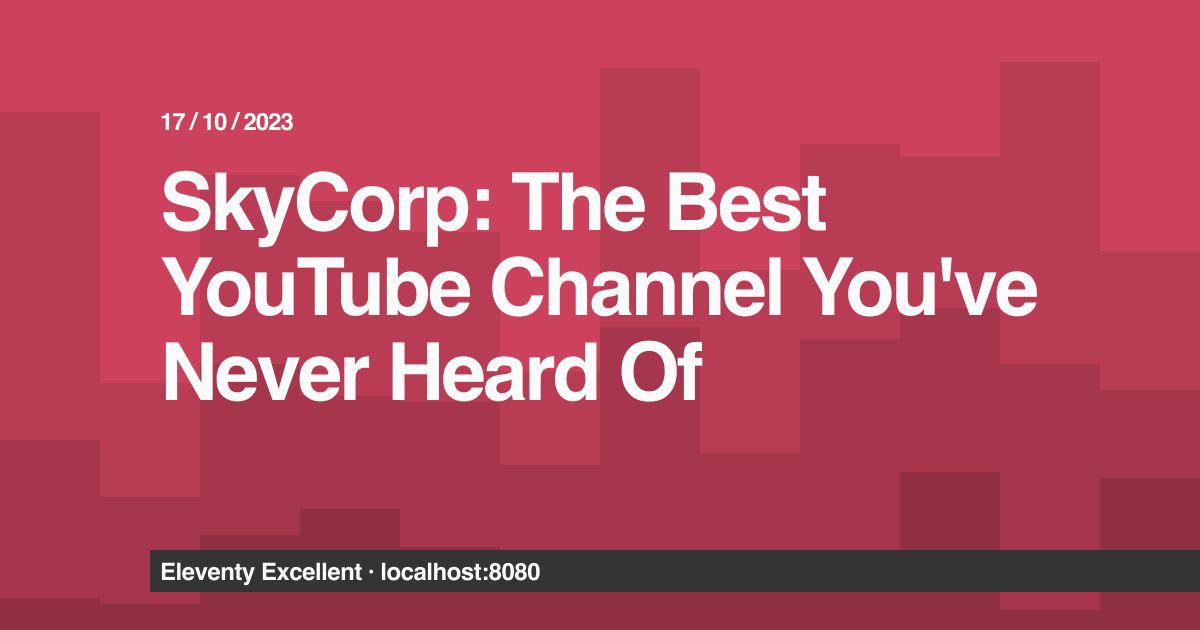 17 / 10 / 2023
SkyCorp: The Best
YouTube Channel You've
Never Heard Of
Eleventy Excellent · localhost:8080